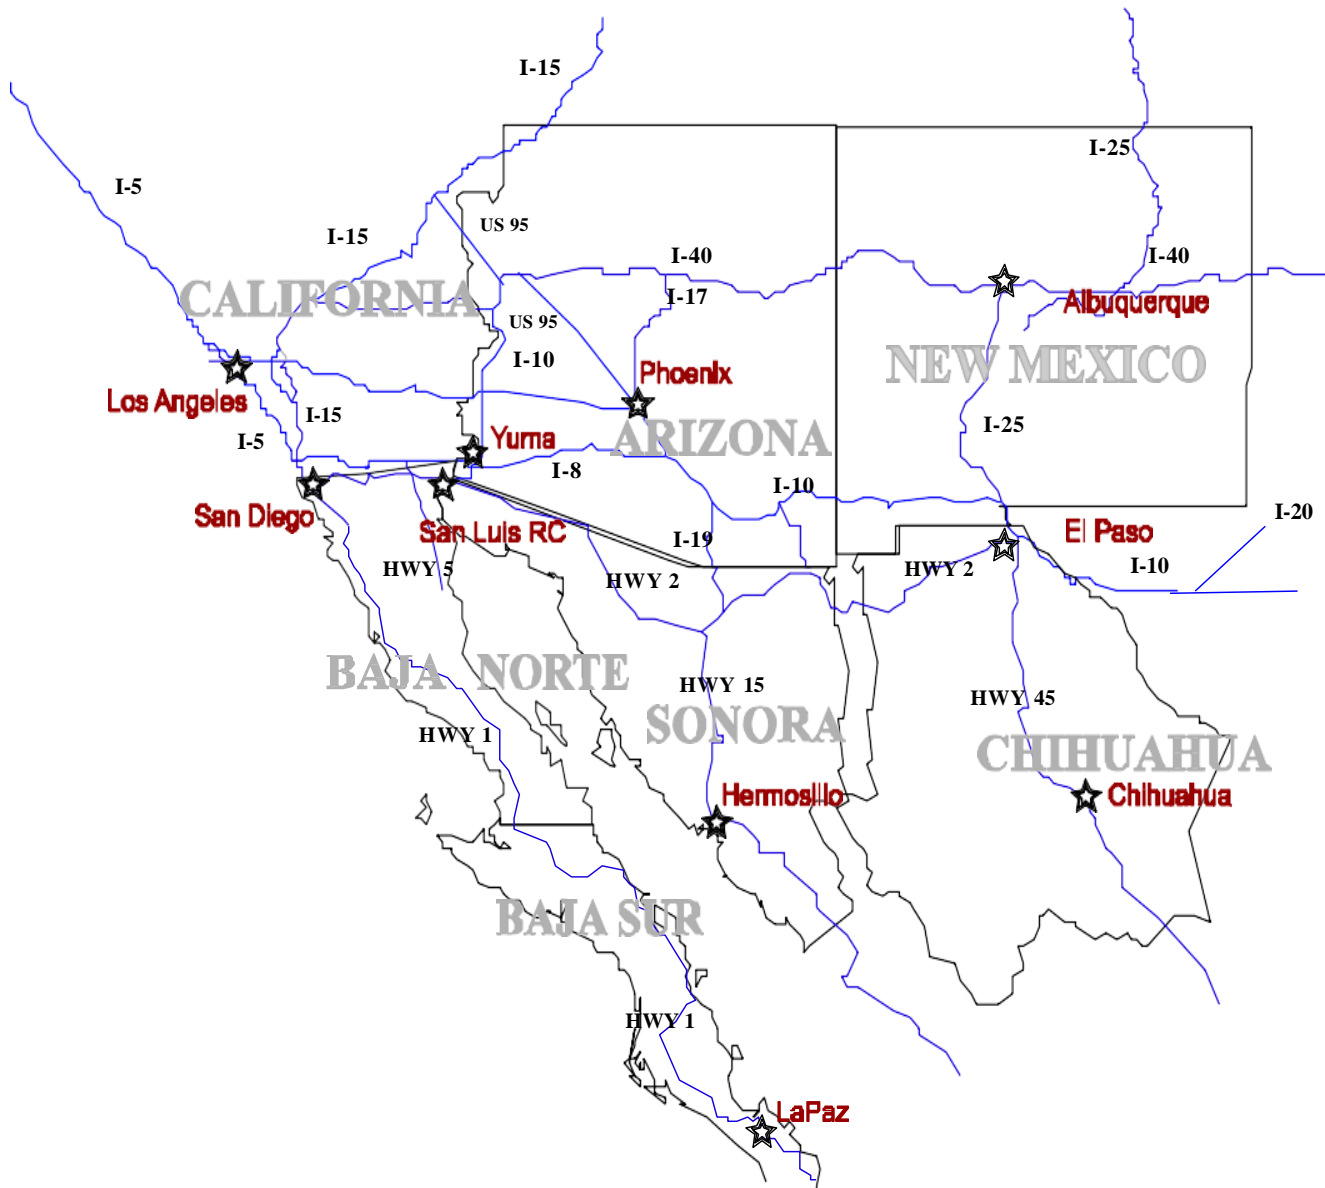 I-15
I-25
I-5
US 95
I-15
I-40
I-40
CALIFORNIA
I-17
Albuquerque
US 95
I-10
NEW MEXICO
Phoenix
Los Angeles
I-15
I-5
I-25
Yuma
ARIZONA
I-8
I-10
San Diego
San Luis RC
I-20
El Paso
I-19
HWY 5
HWY 2
HWY 2
I-10
BAJA NORTE
HWY 15
HWY 45
SONORA
HWY 1
CHIHUAHUA
Hermosillo
Chihuahua
BAJA SUR
HWY 1
LaPaz